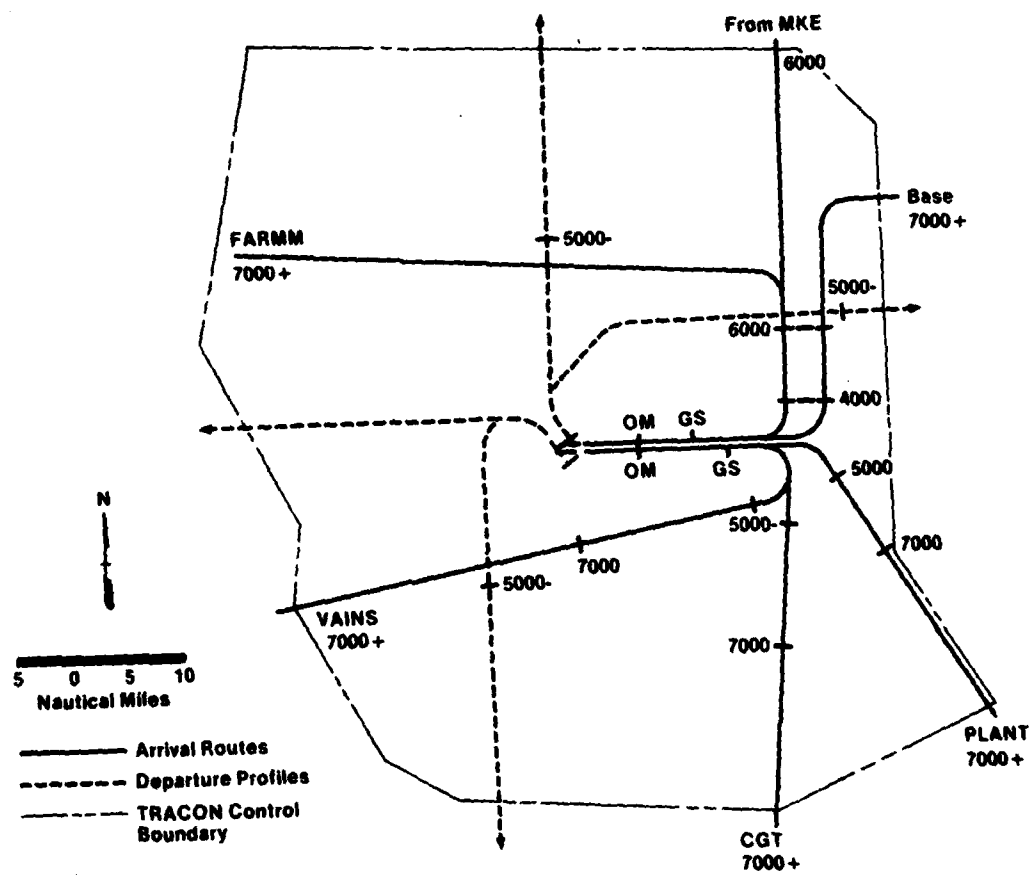 From MKE
6000
Base
7000+
FARMM
7000+
5000-
5000-
6000
4000
OM
GS
OM
GS
5000
5000-
7000
7000
N
5000-
VAINS
7000+
7000
5 0 5 10
Nautical Miles
PLANT
7000+
Arrival Routes
Departure Profiles
TRACON Control
Boundary
CGT
7000+